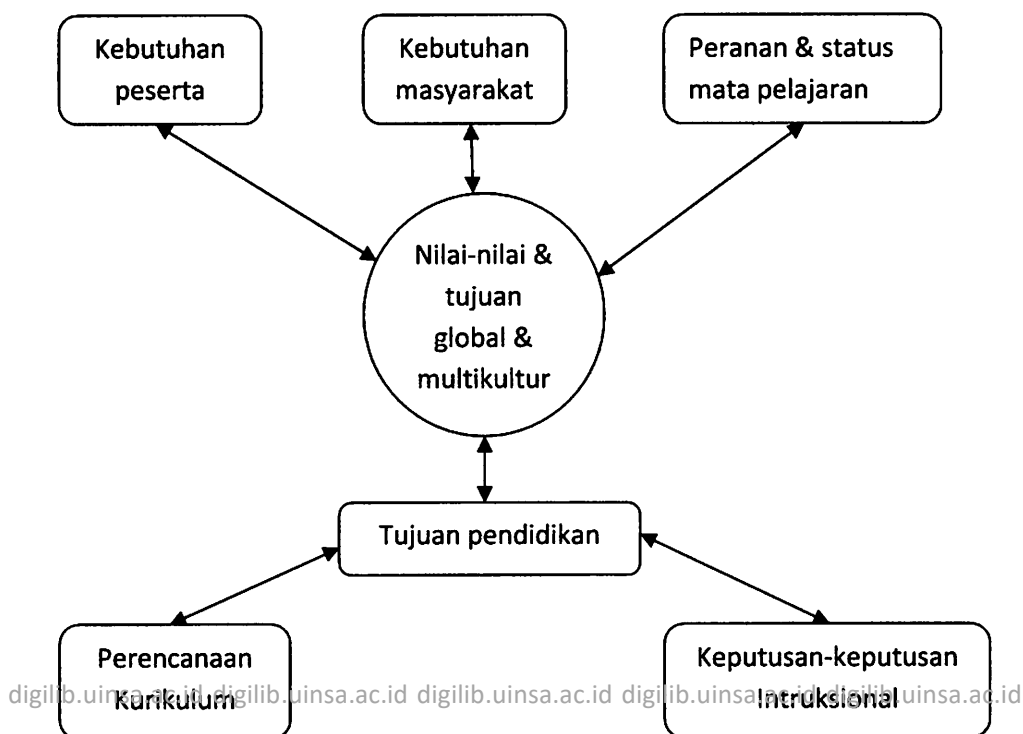 Kebutuhan
peserta
Kebutuhan
masyarakat
Peranan & status
mata pelajaran
Nilai-nilai &
tujuan
global &
multikultur
Tujuan pendidikan
Perencanaan
Kurikulum
Keputusan-keputusan
Intruksional
digilib.uinsa.ac.id digilib.uinsa.ac.id digilib.uinsa.ac.id digilib.uinsa.ac.id digilib.uinsa.ac.id